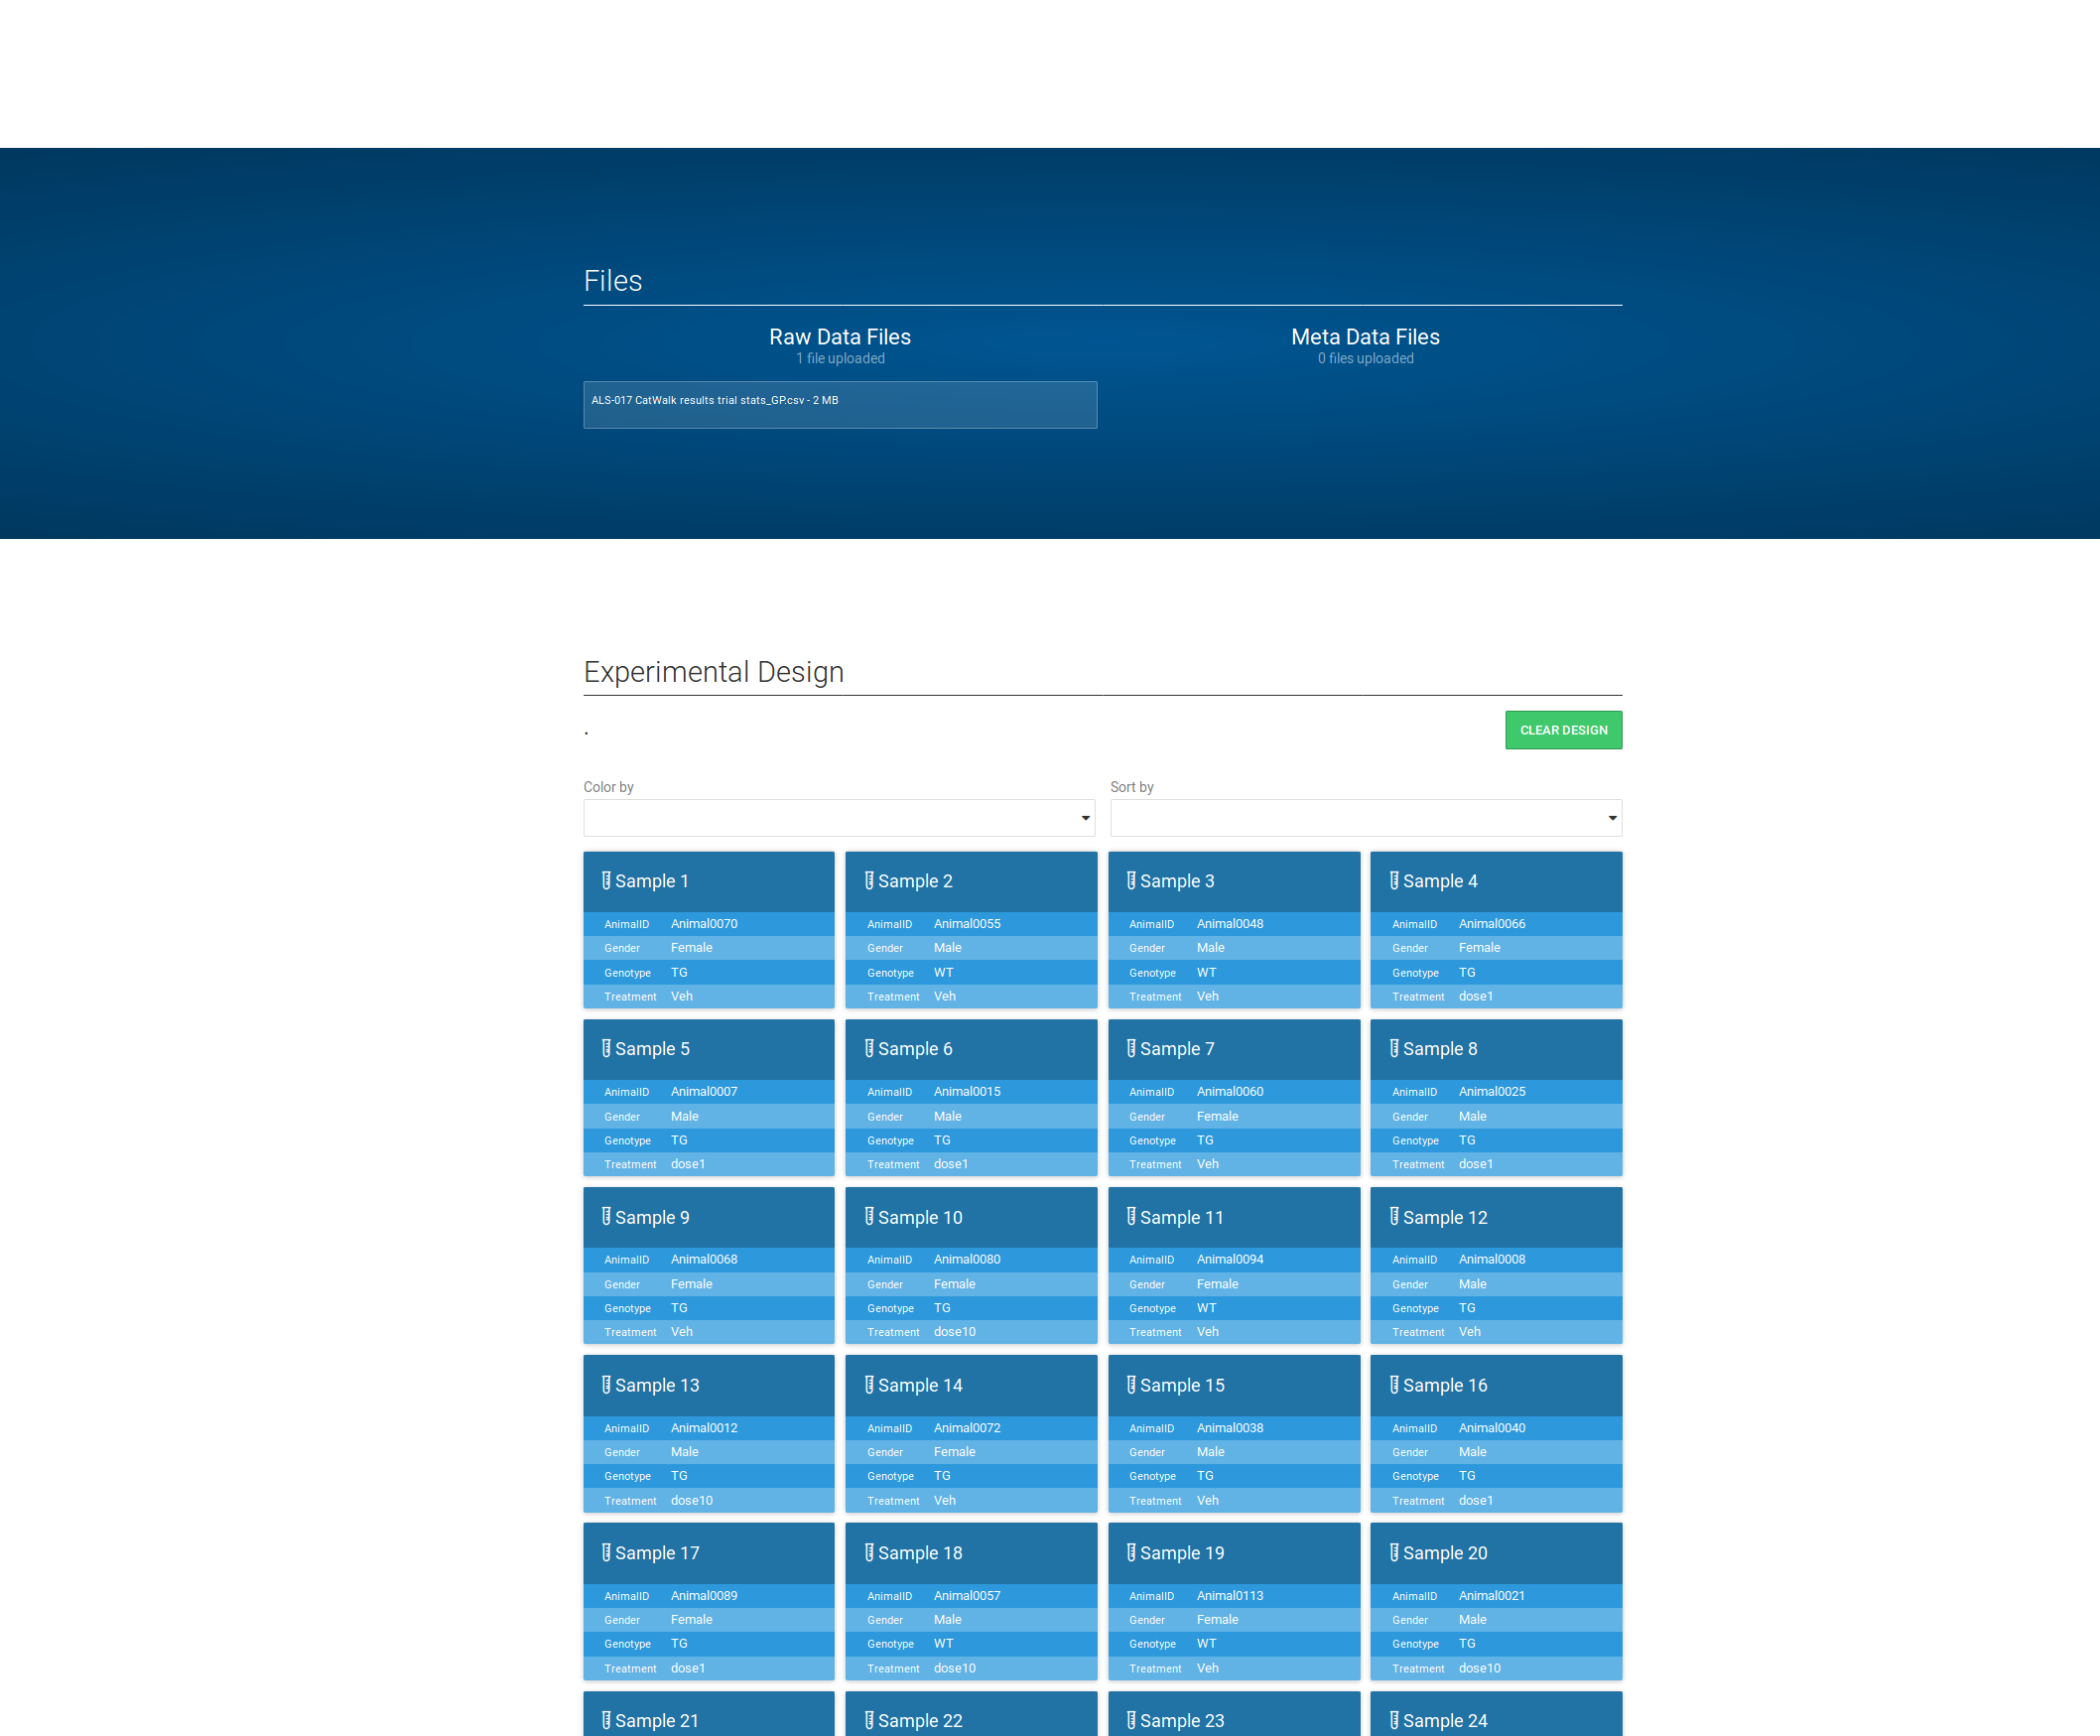 Files
Raw Data Files
1 file uploaded
Meta Data Files
0 files uploaded
ALS-017 CatWalk results trial stats_GP.csv - 2 MB
Experimental Design
.
CLEAR DESIGN
Color by
Sort by
Sample 1
AnimalID Animal0070
Gender Female
Genotype TG
Treatment Veh
Sample 2
AnimalID Animal0055
Gender Male
Genotype WT
Treatment Veh
Sample 3
AnimalID Animal0048
Gender Male
Genotype WT
Treatment Veh
Sample 4
AnimalID Animal0066
Gender Female
Genotype TG
Treatment dose1
Sample 5
AnimalID Animal0007
Gender Male
Genotype TG
Treatment dose1
Sample 6
AnimalID Animal0015
Gender Male
Genotype TG
Treatment dose1
Sample 7
AnimalID Animal0060
Gender Female
Genotype TG
Treatment Veh
Sample 8
AnimalID Animal0025
Gender Male
Genotype TG
Treatment dose1
Sample 9
AnimalID Animal0068
Gender Female
Genotype TG
Treatment Veh
Sample 10
AnimalID Animal0080
Gender Female
Genotype TG
Treatment dose10
Sample 11
AnimalID Animal0094
Gender Female
Genotype WT
Treatment Veh
Sample 12
AnimalID Animal0008
Gender Male
Genotype TG
Treatment Veh
Sample 13
AnimalID Animal0012
Gender Male
Genotype TG
Treatment dose10
Sample 14
AnimalID Animal0072
Gender Female
Genotype TG
Treatment Veh
Sample 15
AnimalID Animal0038
Gender Male
Genotype TG
Treatment Veh
Sample 16
AnimalID Animal0040
Gender Male
Genotype TG
Treatment dose1
Sample 17
AnimalID Animal0089
Gender Female
Genotype TG
Treatment dose1
Sample 18
AnimalID Animal0057
Gender Male
Genotype WT
Treatment dose10
Sample 19
AnimalID Animal0113
Gender Female
Genotype WT
Treatment Veh
Sample 20
AnimalID Animal0021
Gender Male
Genotype TG
Treatment dose10
Sample 21
Sample 22
Sample 23
Sample 24